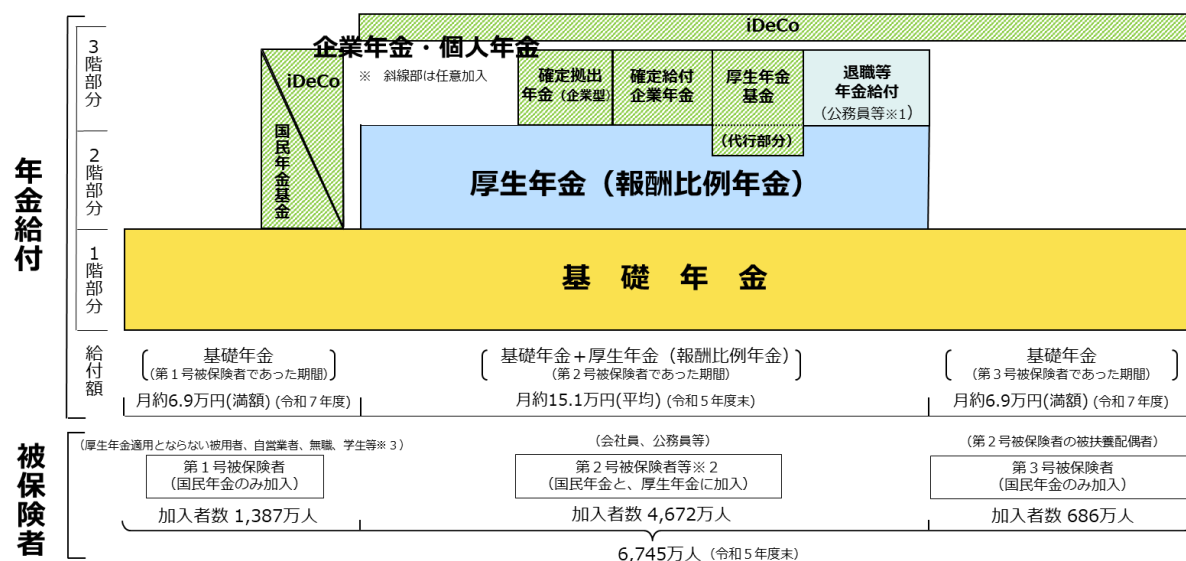 iDeCo
企業年金・個人年金
※　斜線部は任意加入
3階部分
iDeCo
国民年金基金
確定拠出
年金（企業型）
確定給付
企業年金
厚生年金
基金
（代行部分）
退職等
年金給付
（公務員等※1）
年金給付
2階部分
厚生年金（報酬比例年金）
1階部分
基礎年金
給付額
基礎年金
（第１号被保険者であった期間）
月約6.9万円(満額) (令和７年度)
基礎年金＋厚生年金（報酬比例年金）
（第２号被保険者であった期間）
月約15.1万円(平均) (令和５年度末)
基礎年金
（第３号被保険者であった期間）
月約6.9万円(満額) (令和７年度)
被保険者
（厚生年金適用とならない被用者、自営業者、無職、学生等※３）
第１号被保険者
（国民年金のみ加入）
加入者数 1,387万人
（会社員、公務員等）
第２号被保険者等※２
（国民年金と、厚生年金に加入）
加入者数 4,672万人
（第２号被保険者の被扶養配偶者）
第３号被保険者
（国民年金のみ加入）
加入者数 686万人
6,745万人（令和５年度末）